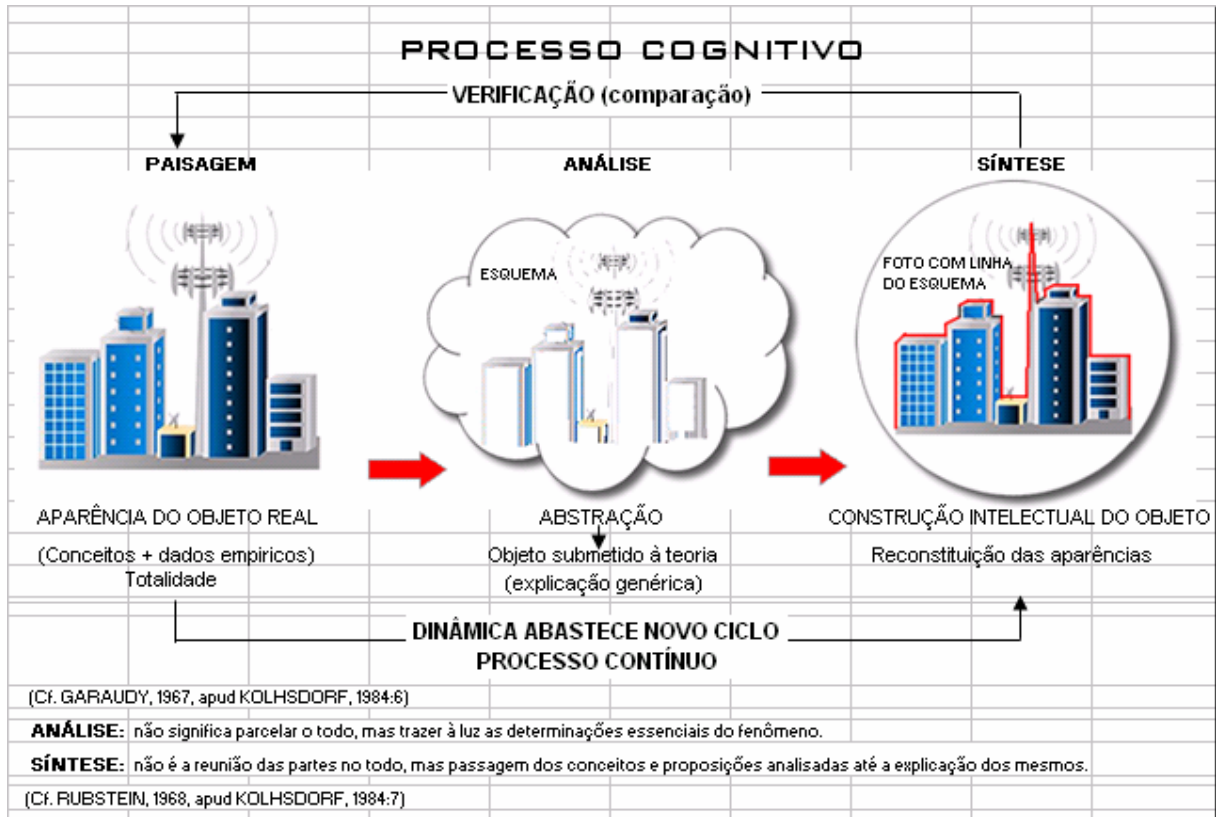 PROCESSO COGNITIVO
VERIFICAÇÃO (comparação)
PAISAGEM
ANÁLISE
SÍNTESE
ESQUEMA
FOTO COM LINHA
DO ESQUEMA
APARÊNCIA DO OBJETO REAL
ABSTRAÇÃO
CONSTRUÇÃO INTELECTUAL DO OBJETO
(Conceitos + dados empiricos)
Totalidade
Objeto submetido à teoria
(explicação genérica)
Reconstituição das aparências
DINÂMICA ABASTECE NOVO CICLO
PROCESSO CONTÍNUO
(Cf. GARAUDY, 1967, apud KOLHSDORF, 1984:6)
ANÁLISE: não significa parcelar o todo, mas trazer à luz as determinações essenciais do fenômeno.
SÍNTESE: não é a reunião das partes no todo, mas passagem dos conceitos e proposições analisadas até a explicação dos mesmos.
(Cf. RUBSTEIN, 1968, apud KOLHSDORF, 1984:7)